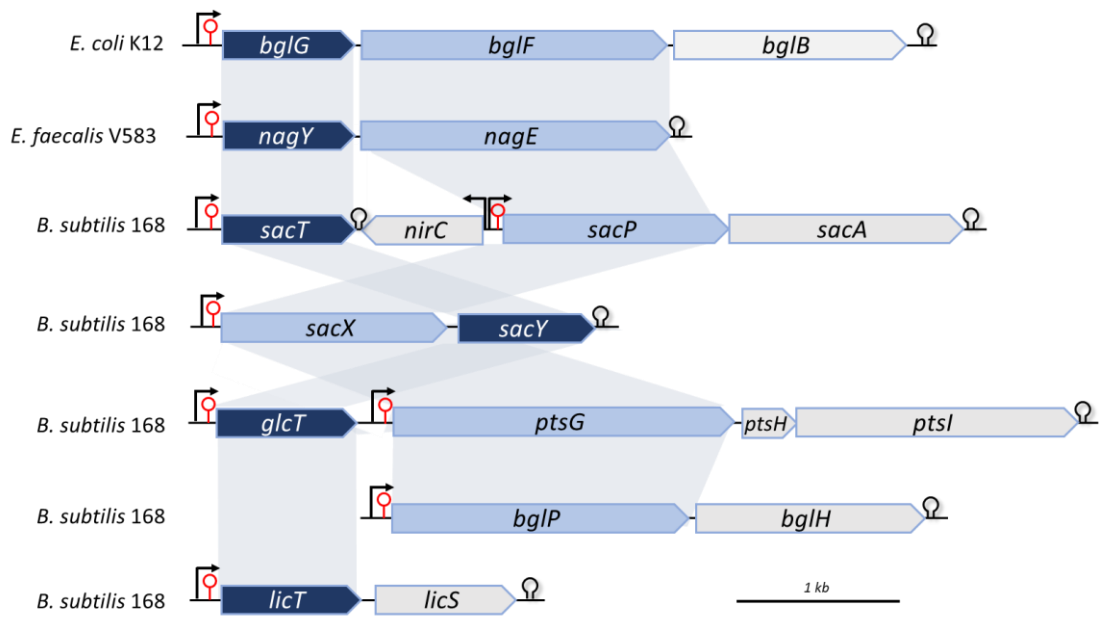 E. coli K12 bglG bglF bglB
E. faecalis V583 nagY nagE
B. subtilis 168 sacT nirC sacP sacA
B. subtilis 168 sacX sacY
B. subtilis 168 glcT ptsG ptsH ptsI
B. subtilis 168 bglP bglH
B. subtilis 168 licT licS
1 kb